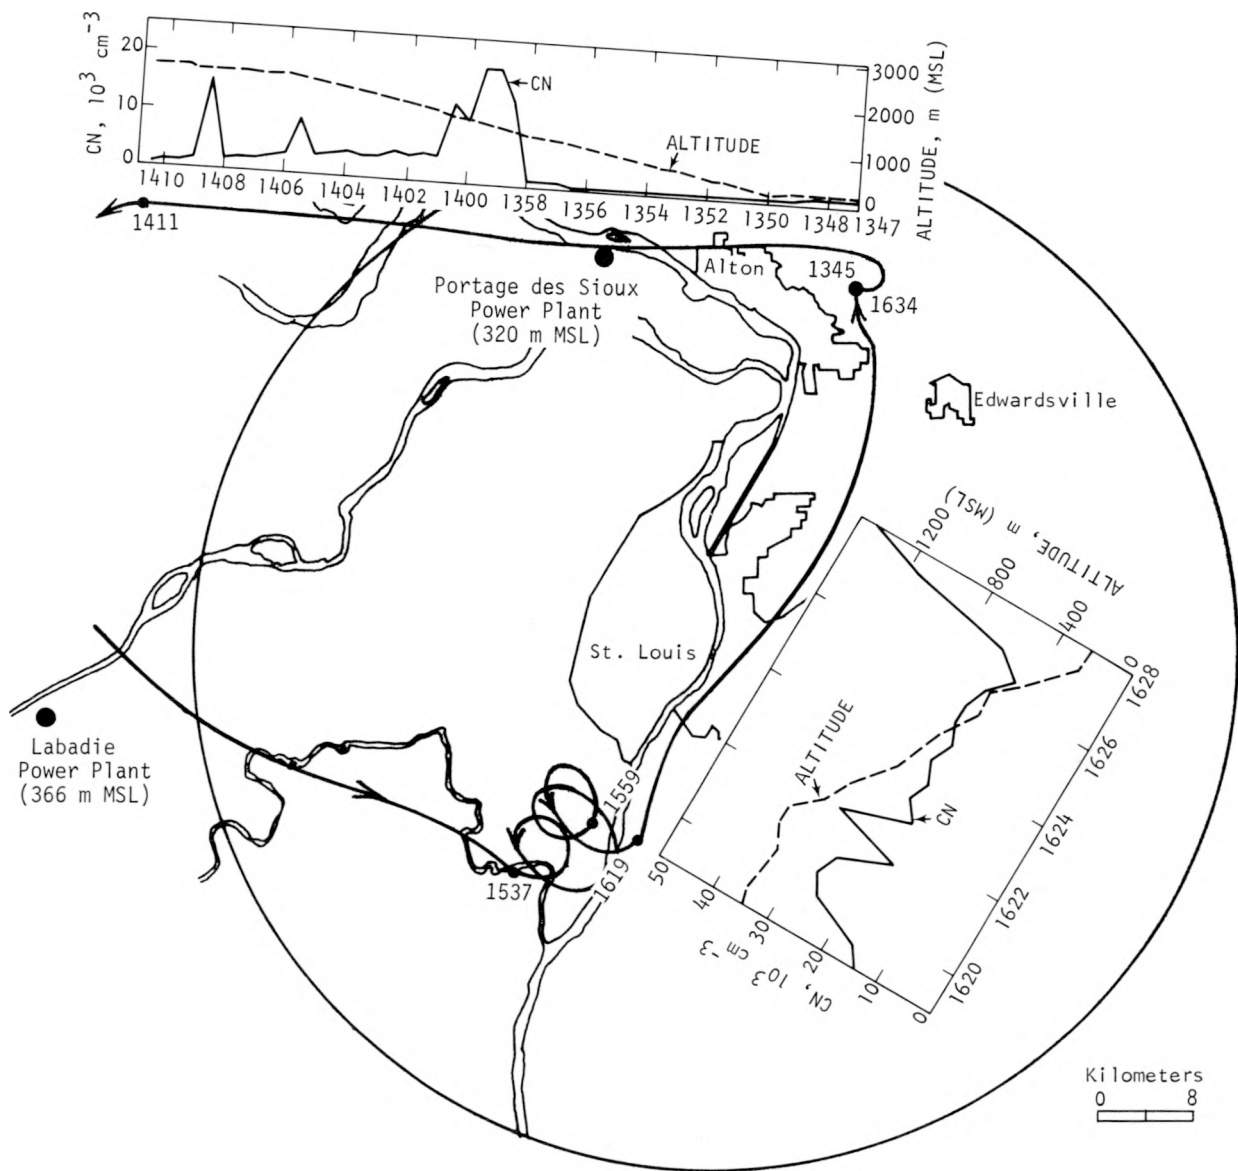 CN, 10³ cm⁻³
20
10
0
CN
ALTITUDE
3000
2000
1000
0
ALTITUDE, m (MSL)
1410
1408
1406
1404
1402
1400
1358
1356
1354
1352
1350
1348
1347
1411
Alton
1345
1634
Portage des Sioux
Power Plant
(320 m MSL)
Edwardsville
St. Louis
Labadie
Power Plant
(366 m MSL)
1537
1559
1619
ALTITUDE, m (MSL)
1200
800
400
0
ALTITUDE
CN
1628
1626
1624
1622
1620
50
40
30
20
10
0
CN, 10³ cm⁻³
Kilometers
0 8